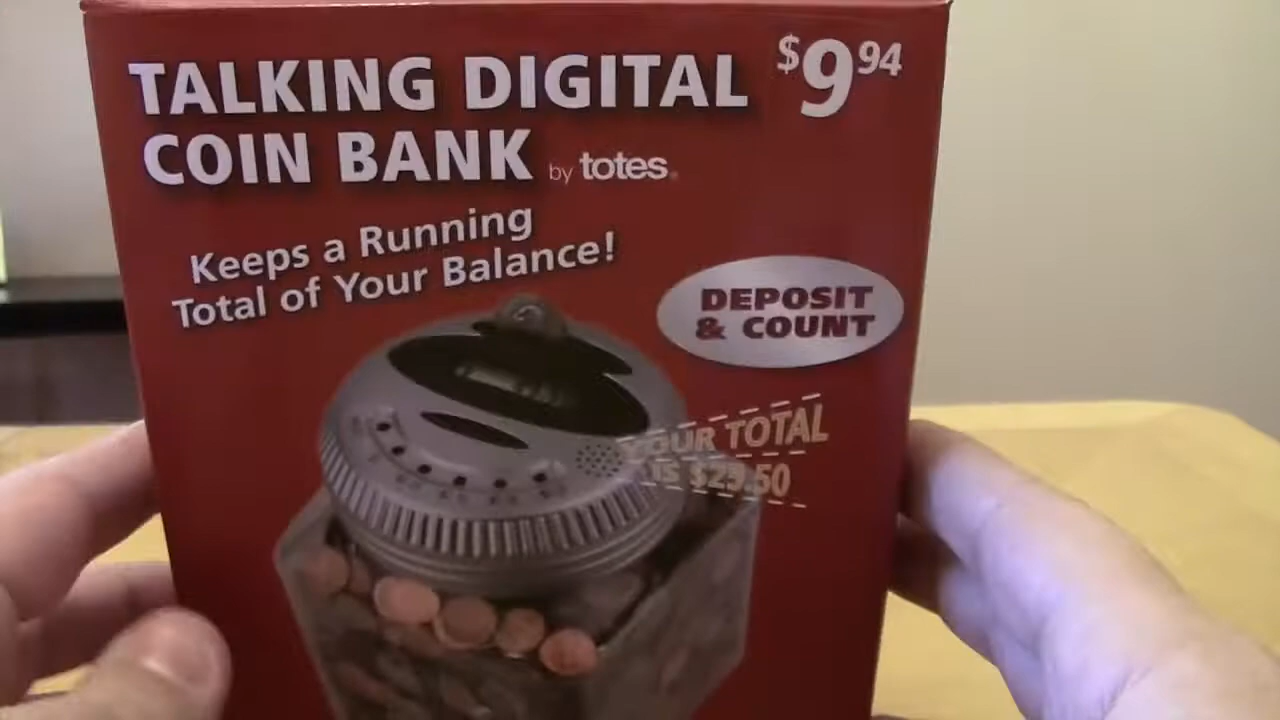 TALKING DIGITAL $9.94
COIN BANK by totes.
Keeps a Running
Total of Your Balance!
DEPOSIT
& COUNT
YOUR TOTAL
IS $29.50